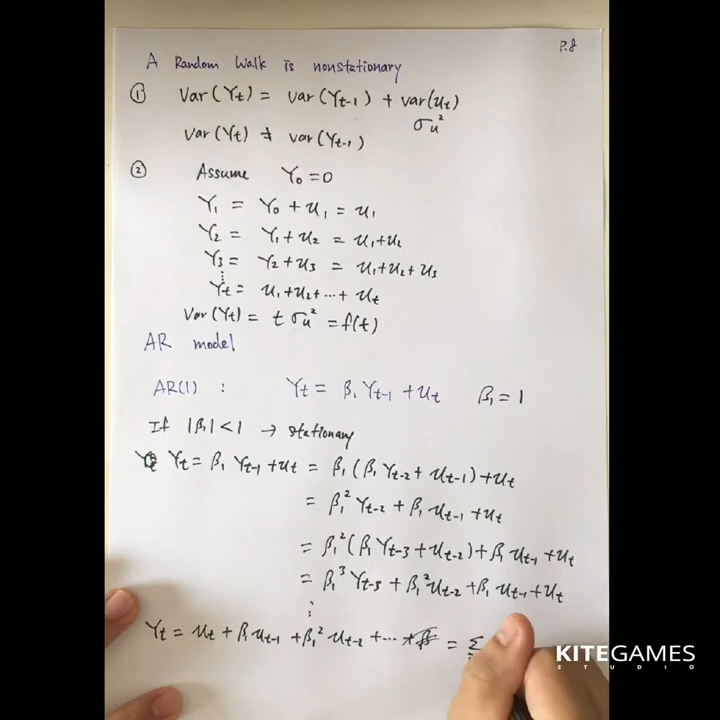 P.8
A Random Walk is nonstationary
① Var(Yt) = var(Yt-1) + var(ut)
σu²
Var(Yt) ≠ var(Yt-1)
② Assume Y0=0
Y1 = Y0 + u1 = u1
Y2 = Y1+u2 = u1+u2
Y3 = Y2+u3 = u1+u2+u3
⋮
Yt = u1+u2+...+ut
Var(Yt) = t σu² = f(t)
AR model
AR(1) : Yt = β1 Yt-1 + ut β1 = 1
If |β1|<1 → stationary
Yt = β1 Yt-1 + ut = β1(β1 Yt-2 + ut-1) + ut
= β1² Yt-2 + β1 ut-1 + ut
= β1²(β1 Yt-3 + ut-2) + β1 ut-1 + ut
= β1³ Yt-3 + β1² ut-2 + β1 ut-1 + ut
⋮
Yt = ut + β1 ut-1 + β1² ut-2 + ... = Σ
KITEGAMES
STUDIO